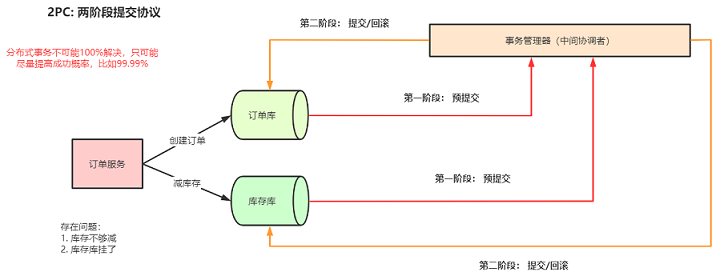 2PC: 两阶段提交协议
分布式事务不可能100%解决，只可能
尽量提高成功概率，比如99.99%
第二阶段：提交/回滚
事务管理器（中间协调者）
第一阶段：预提交
订单库
创建订单
订单服务
减库存
第一阶段：预提交
库存库
存在问题：
1. 库存不够减
2. 库存库挂了
第二阶段：提交/回滚